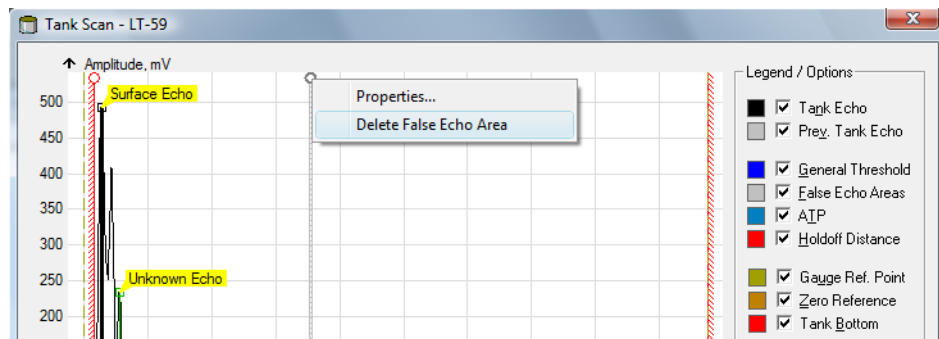 Tank Scan - LT-59
Amplitude, mV
500
450
400
350
300
250
200
Surface Echo
Unknown Echo
Properties...
Delete False Echo Area
Legend / Options
Tank Echo
Prev. Tank Echo
General Threshold
False Echo Areas
ATP
Holdoff Distance
Gauge Ref. Point
Zero Reference
Tank Bottom